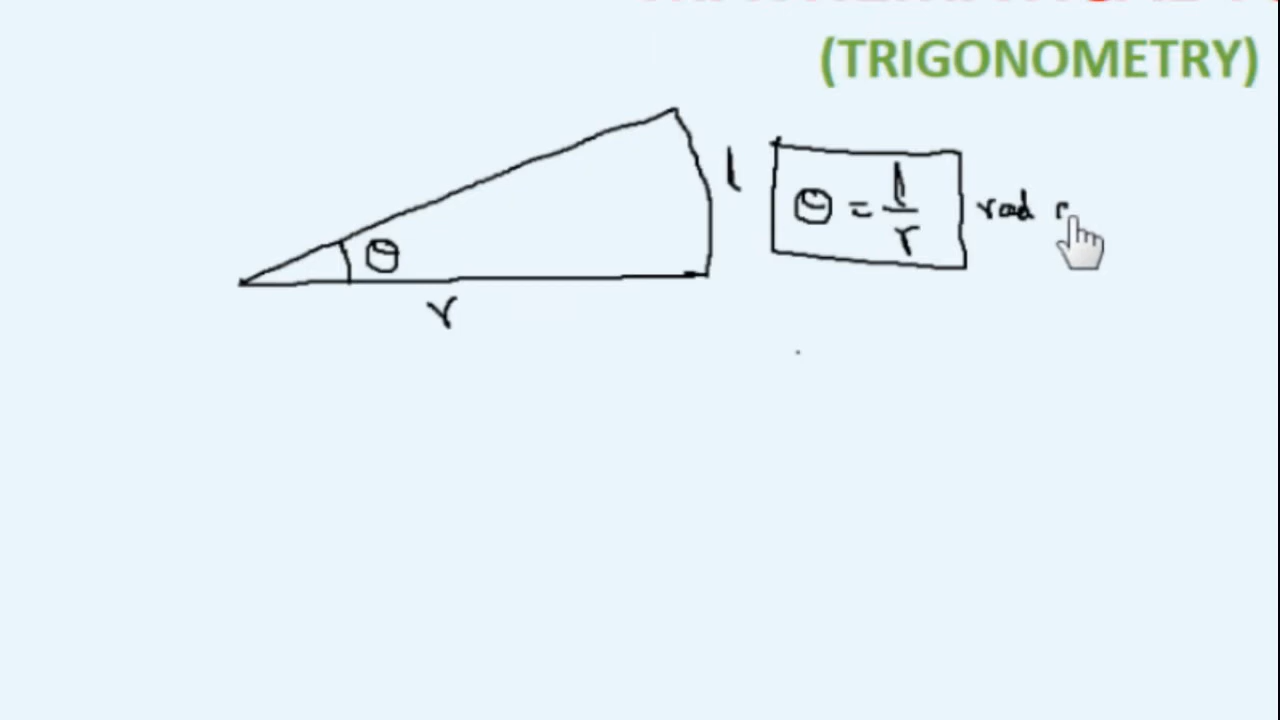 (TRIGONOMETRY)
l
θ = l/r rad r
θ
r